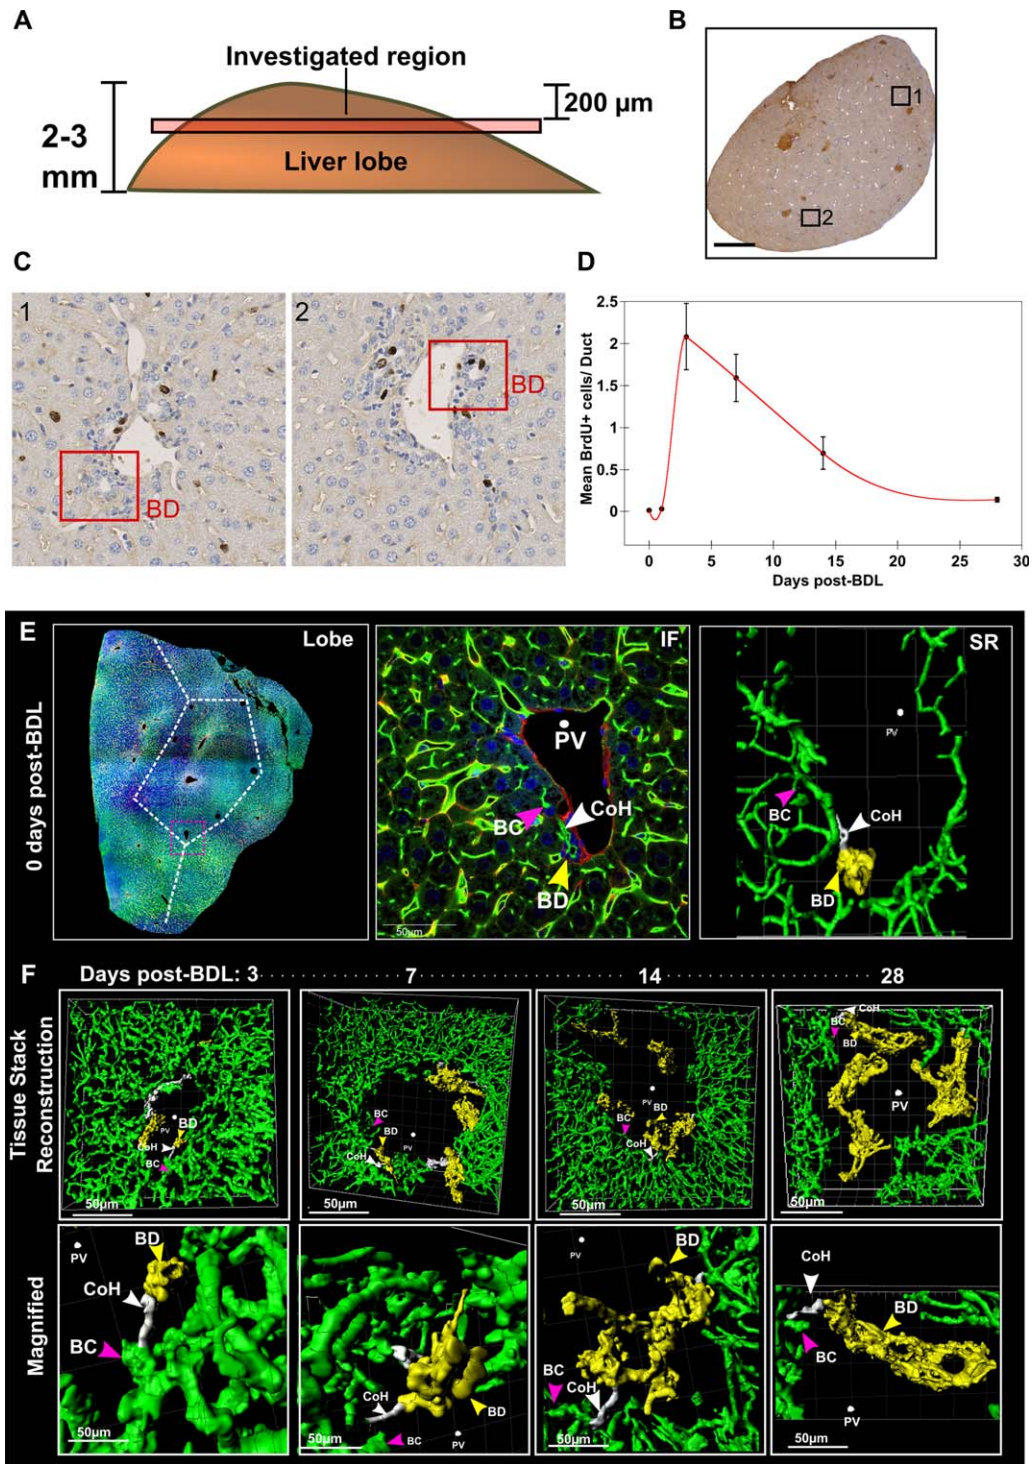 A
Investigated region
200 µm
2-3
mm
Liver lobe
B
1
2
C
1
BD
2
BD
D
2.5
2
1.5
1
0.5
0
Mean BrdU+ cells/ Duct
0 5 10 15 20 25 30
Days post-BDL
E
0 days post-BDL
Lobe
IF
PV
CoH
BC
BD
50µm
SR
PV
CoH
BC
BD
F
Days post-BDL: 3 7 14 28
Tissue Stack
Reconstruction
PV
BD
CoH
BC
50µm
BC
BD
PV
CoH
50µm
BC
BD
PV
CoH
50µm
CoH
BC
BD
PV
50µm
Magnified
PV
BD
CoH
BC
50µm
CoH
BD
BC
PV
50µm
PV
BD
BC
CoH
50µm
CoH
BD
BC
PV
50µm